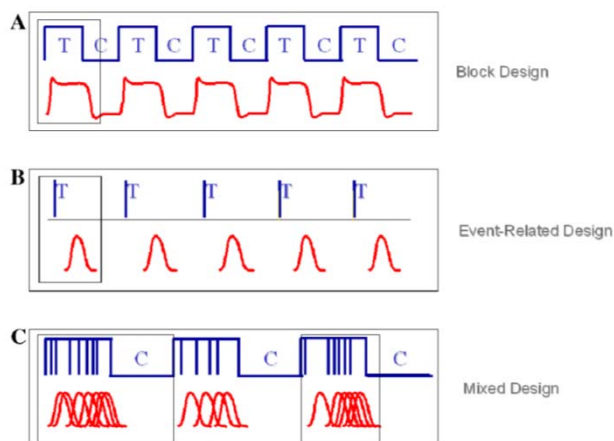 A
T C T C T C T C T C
Block Design
B
T T T T T
Event-Related Design
C
C C C
Mixed Design